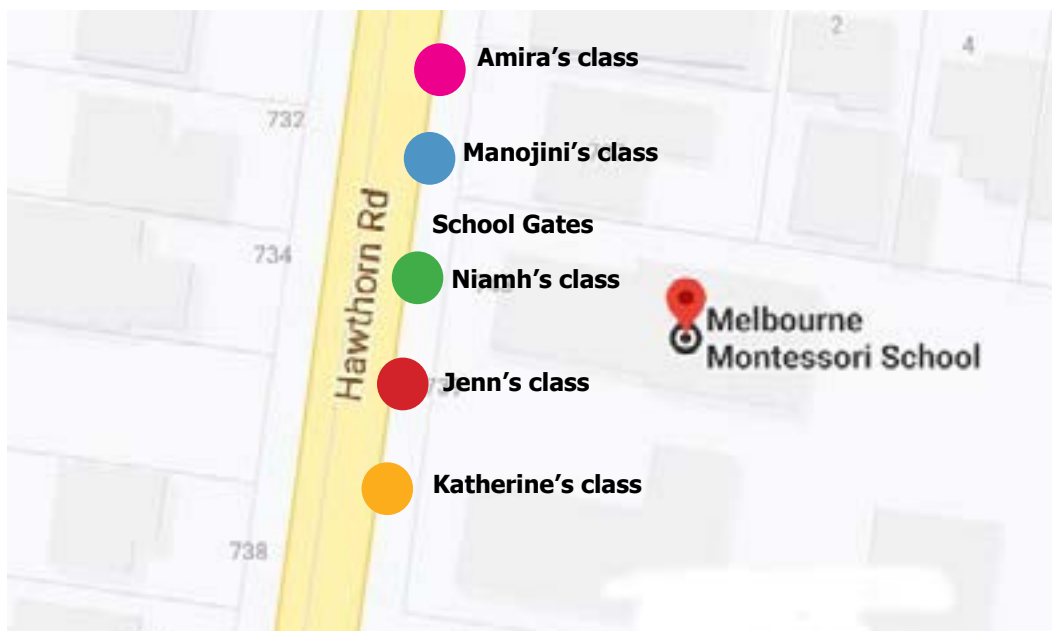 2
4
Amira’s class
732
Manojini’s class
School Gates
734
Niamh’s class
Hawthorn Rd
Melbourne
Montessori School
Jenn’s class
Katherine’s class
738